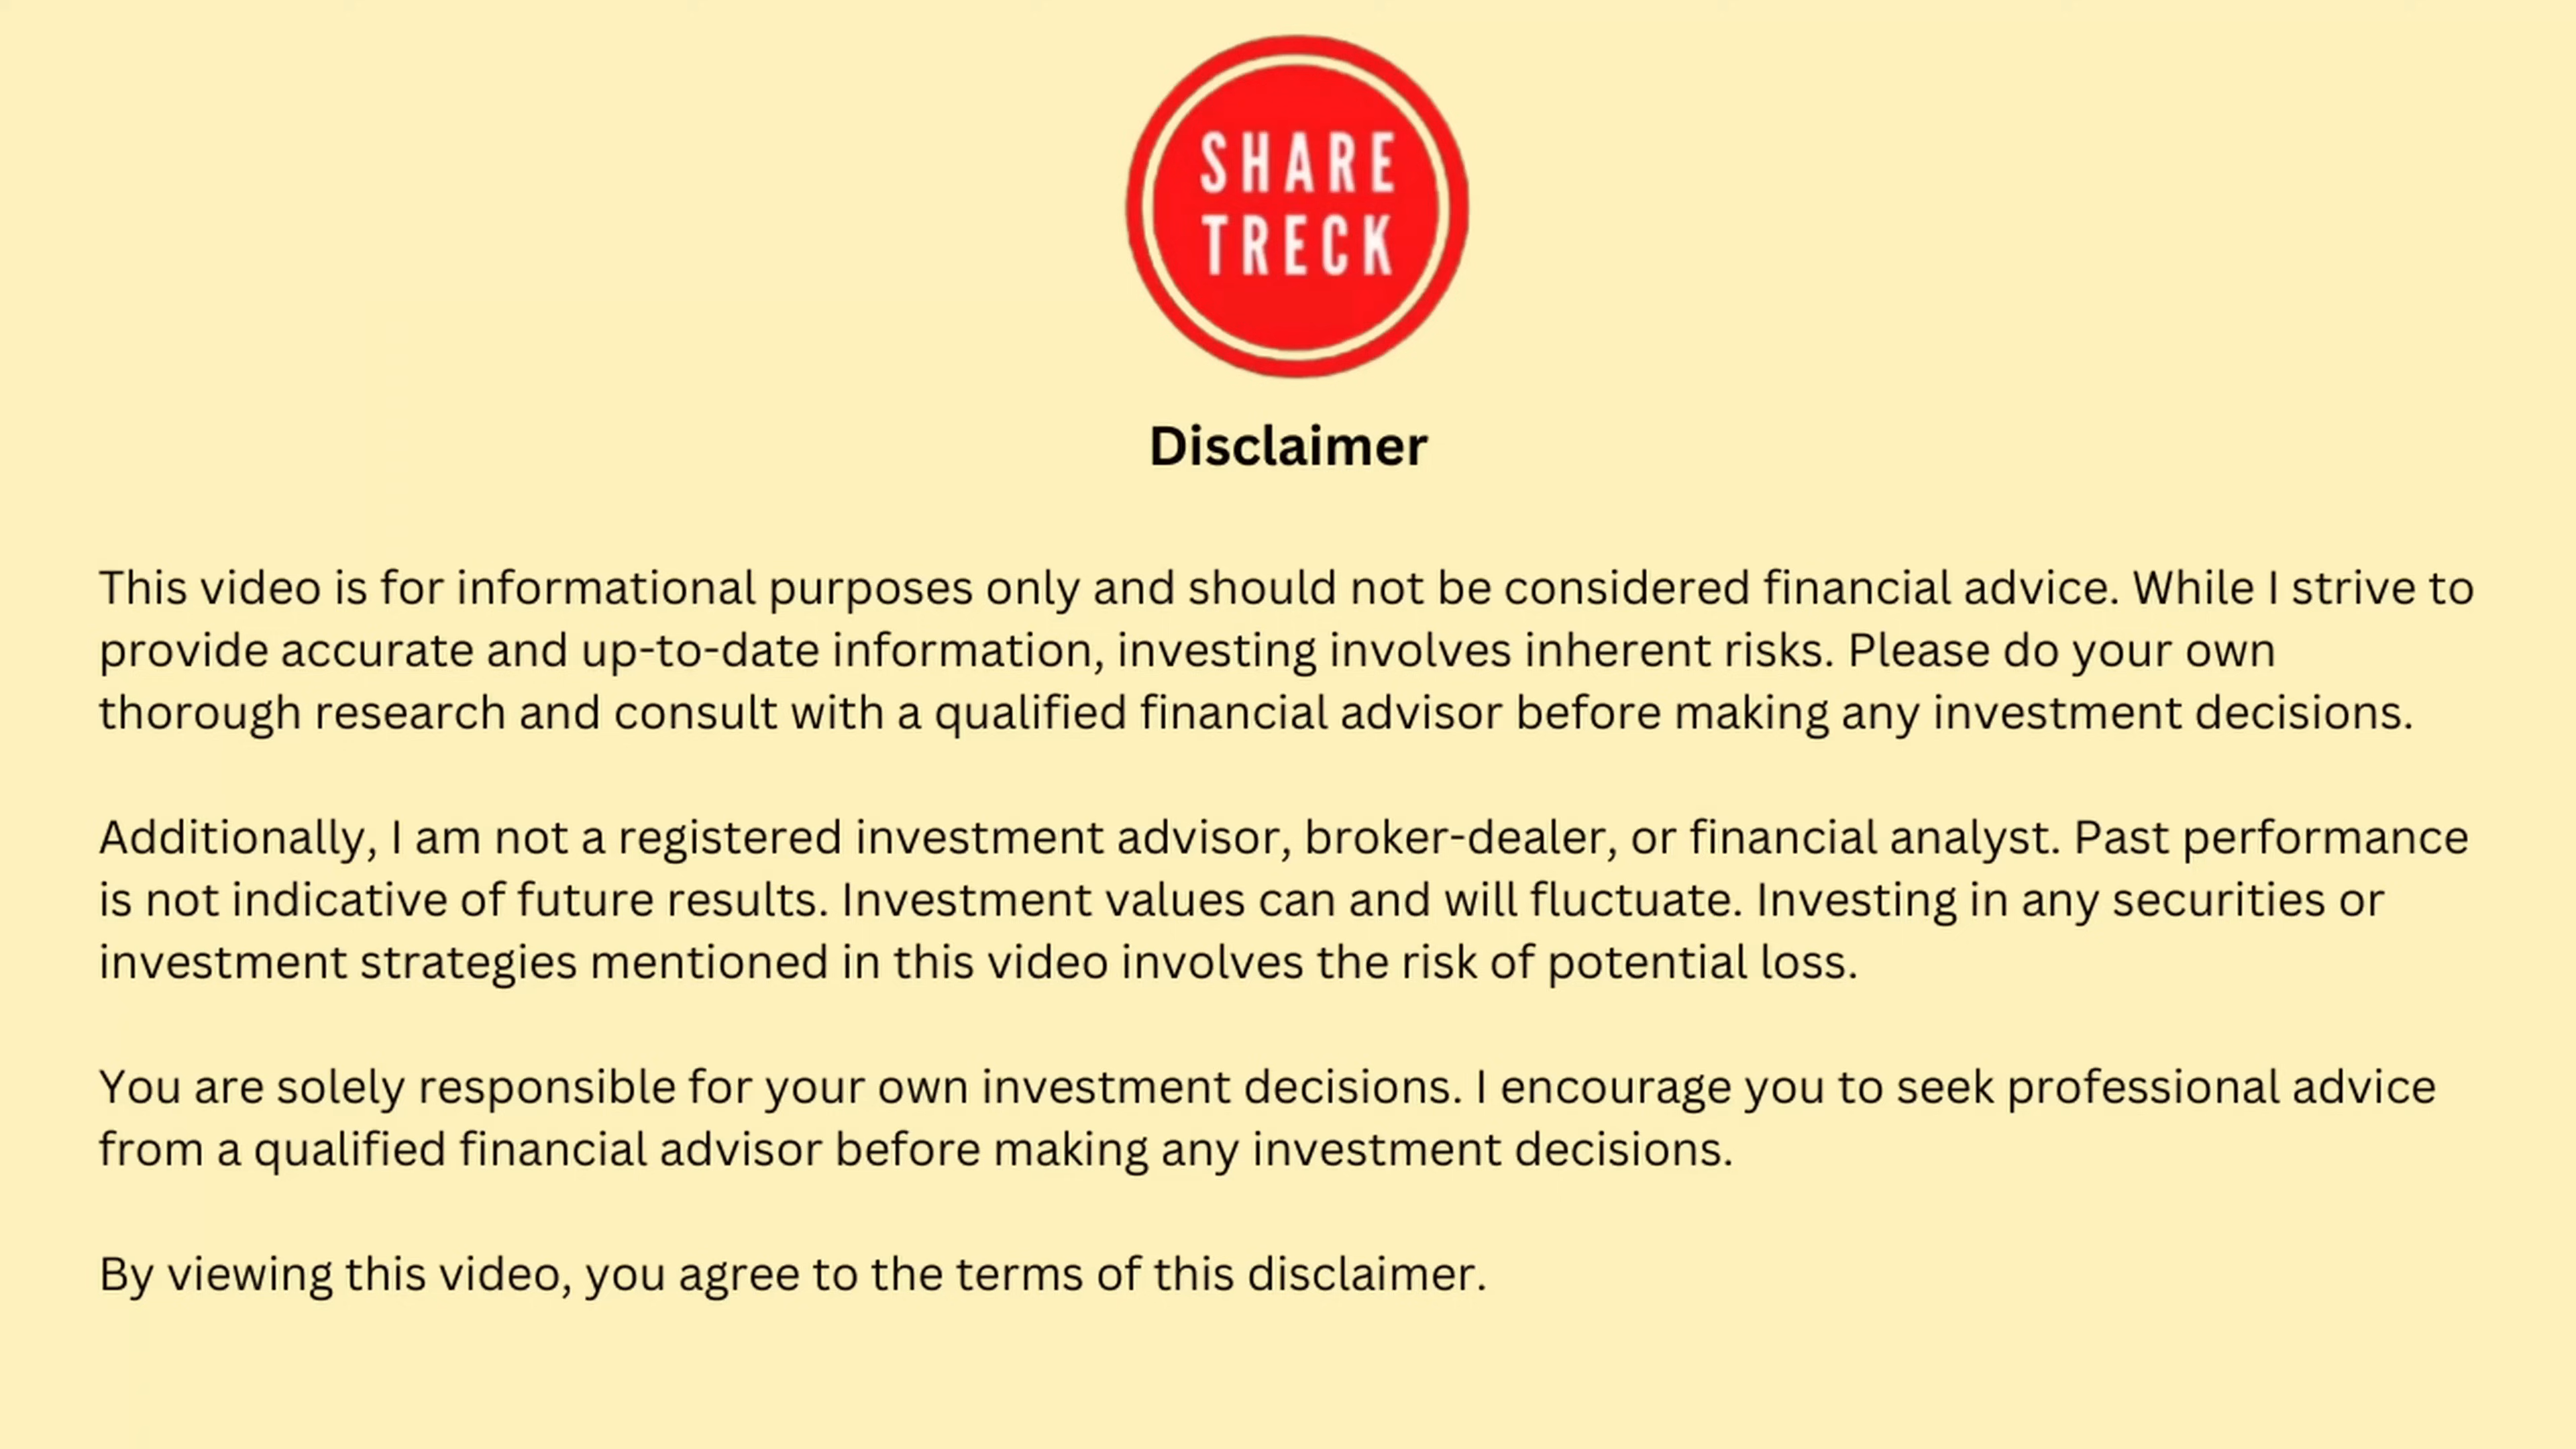 SHARE
TRECK
Disclaimer
This video is for informational purposes only and should not be considered financial advice. While I strive to
provide accurate and up-to-date information, investing involves inherent risks. Please do your own
thorough research and consult with a qualified financial advisor before making any investment decisions.
Additionally, I am not a registered investment advisor, broker-dealer, or financial analyst. Past performance
is not indicative of future results. Investment values can and will fluctuate. Investing in any securities or
investment strategies mentioned in this video involves the risk of potential loss.
You are solely responsible for your own investment decisions. I encourage you to seek professional advice
from a qualified financial advisor before making any investment decisions.
By viewing this video, you agree to the terms of this disclaimer.